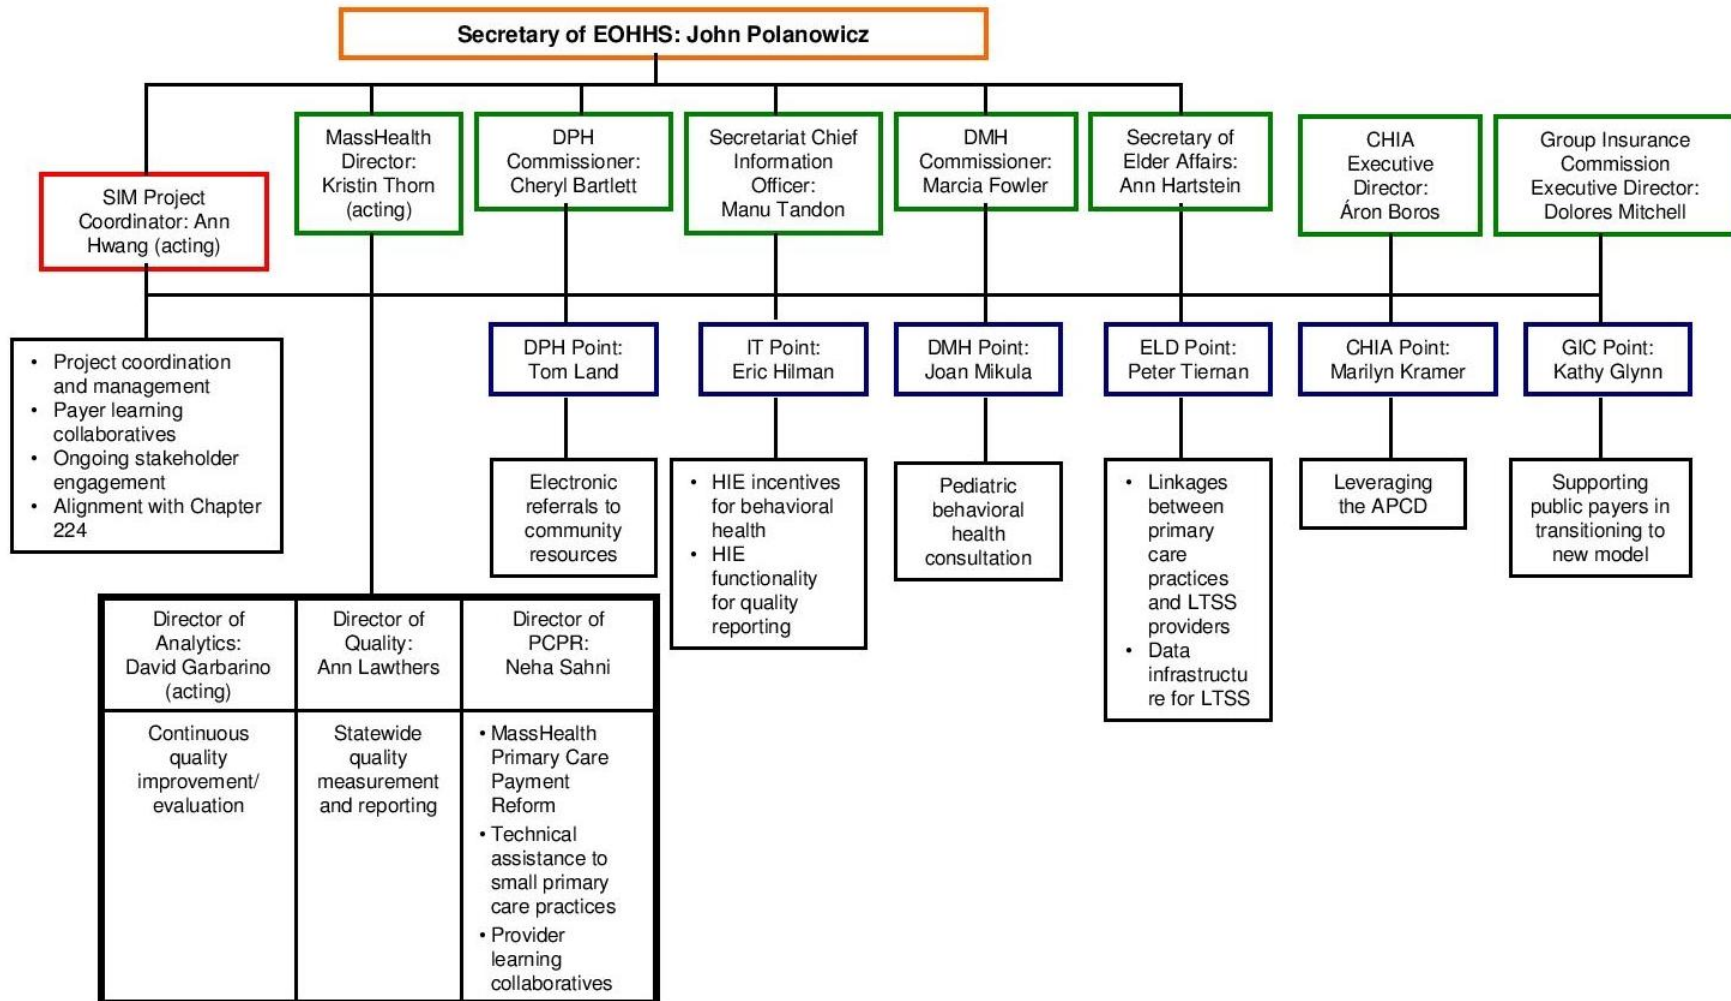 Secretary of EOHHS: John Polanowicz
SIM Project
Coordinator: Ann
Hwang (acting)
MassHealth
Director:
Kristin Thorn
(acting)
DPH
Commissioner:
Cheryl Bartlett
Secretariat Chief
Information
Officer:
Manu Tandon
DMH
Commissioner:
Marcia Fowler
Secretary of
Elder Affairs:
Ann Hartstein
CHIA
Executive
Director:
Áron Boros
Group Insurance
Commission
Executive Director:
Dolores Mitchell
• Project coordination
and management
• Payer learning
collaboratives
• Ongoing stakeholder
engagement
• Alignment with Chapter
224
DPH Point:
Tom Land
IT Point:
Eric Hilman
DMH Point:
Joan Mikula
ELD Point:
Peter Tiernan
CHIA Point:
Marilyn Kramer
GIC Point:
Kathy Glynn
Electronic
referrals to
community
resources
• HIE incentives
for behavioral
health
• HIE
functionality
for quality
reporting
Pediatric
behavioral
health
consultation
• Linkages
between
primary
care
practices
and LTSS
providers
• Data
infrastructu
re for LTSS
Leveraging
the APCD
Supporting
public payers in
transitioning to
new model
Director of
Analytics:
David Garbarino
(acting)
Director of
Quality:
Ann Lawthers
Director of
PCPR:
Neha Sahni
Continuous
quality
improvement/
evaluation
Statewide
quality
measurement
and reporting
• MassHealth
Primary Care
Payment
Reform
• Technical
assistance to
small primary
care practices
• Provider
learning
collaboratives